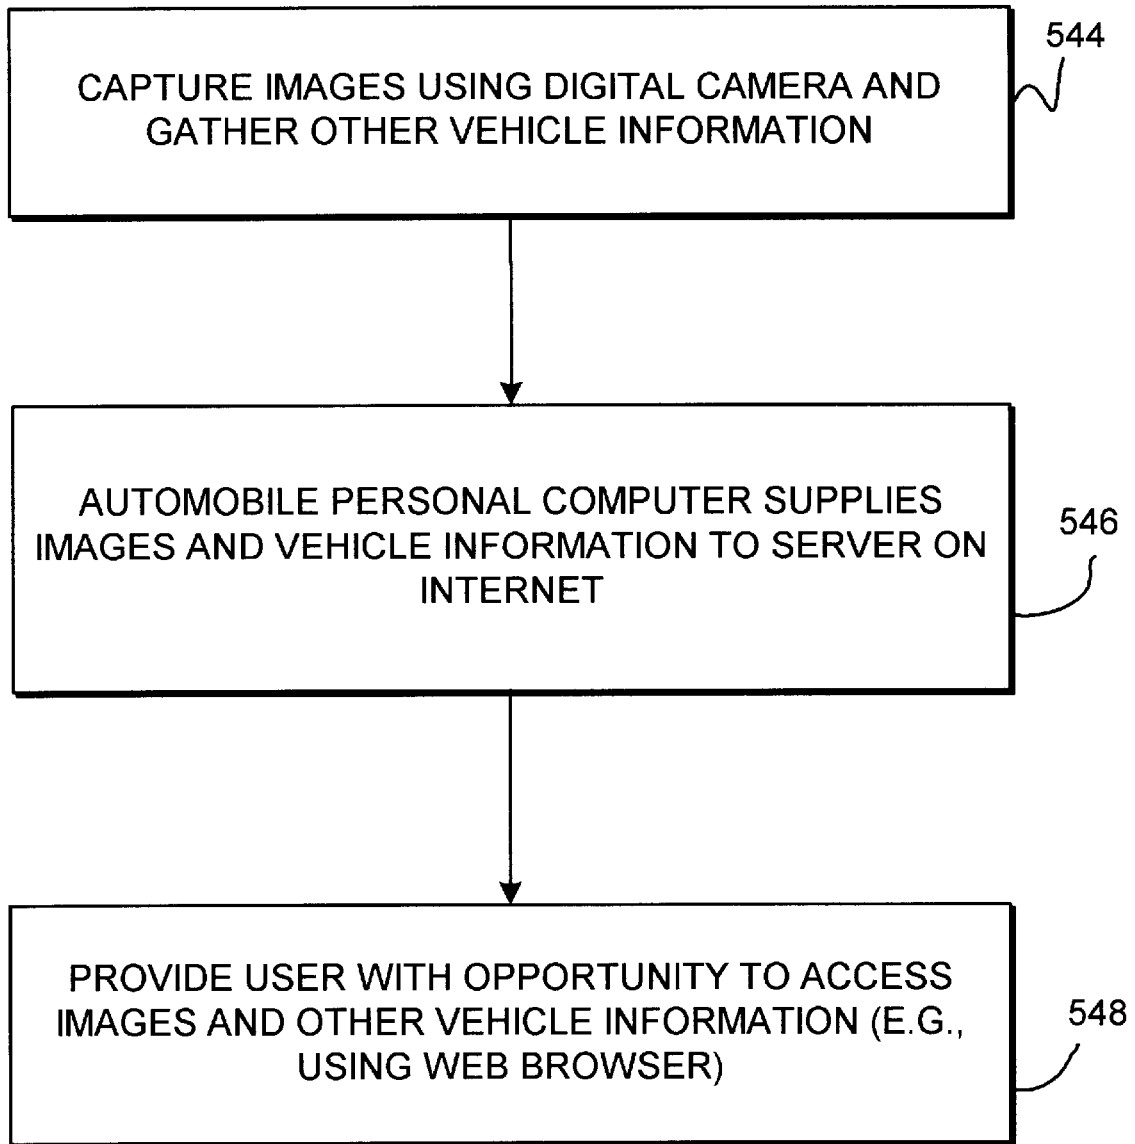 544
CAPTURE IMAGES USING DIGITAL CAMERA AND
GATHER OTHER VEHICLE INFORMATION
AUTOMOBILE PERSONAL COMPUTER SUPPLIES
IMAGES AND VEHICLE INFORMATION TO SERVER ON
INTERNET
546
PROVIDE USER WITH OPPORTUNITY TO ACCESS
IMAGES AND OTHER VEHICLE INFORMATION (E.G.,
USING WEB BROWSER)
548